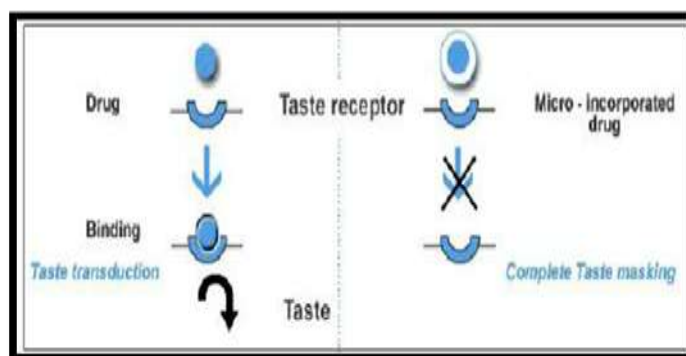 Drug
Taste receptor
Micro - Incorporated
drug
Binding
Taste transduction
Complete Taste masking
Taste